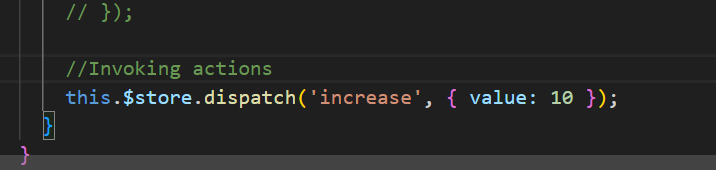 // });
//Invoking actions
this.$store.dispatch('increase', { value: 10 });
}
}